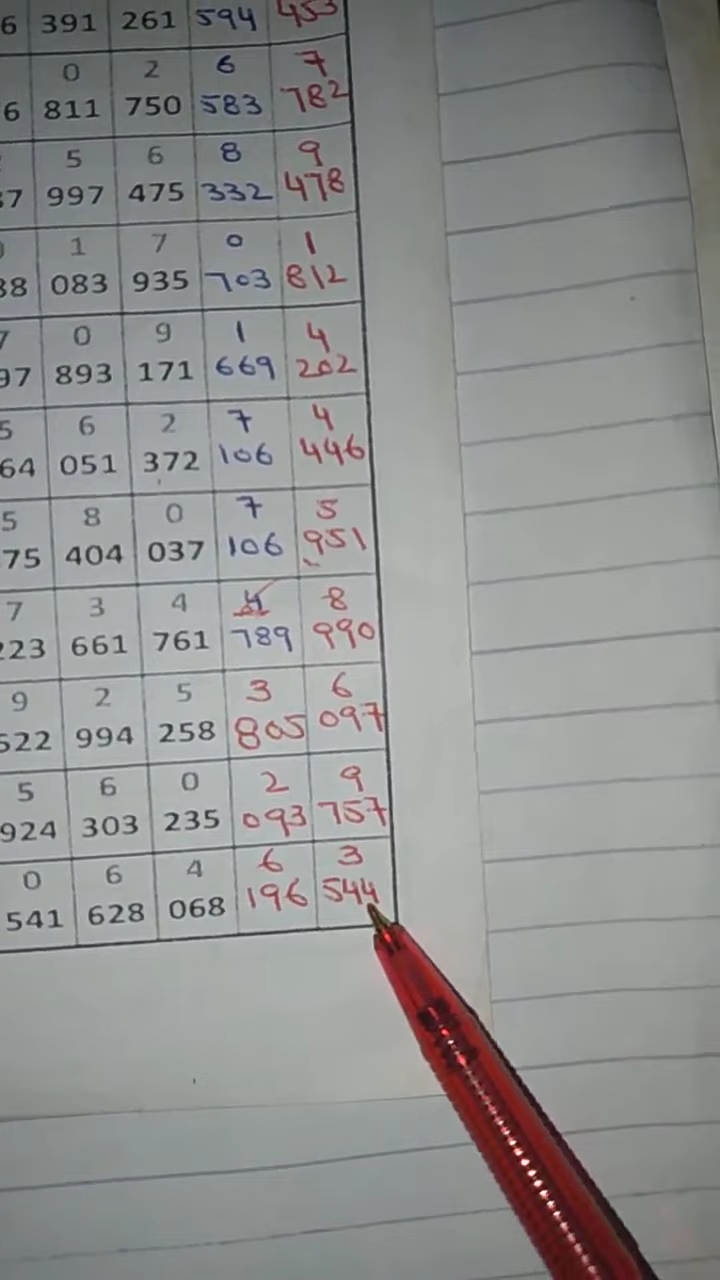 6 391 261 594 453
0 2 6 7
6 811 750 583 782
5 6 8 9
37 997 475 332 478
1 7 0 1
38 083 935 703 812
7 0 9 1 4
97 893 171 669 202
5 6 2 7 4
64 051 372 106 446
5 8 0 7 5
75 404 037 106 951
7 3 4 4 8
223 661 761 789 990
9 2 5 3 6
522 994 258 805 097
5 6 0 2 9
924 303 235 093 757
0 6 4 6 3
541 628 068 196 544